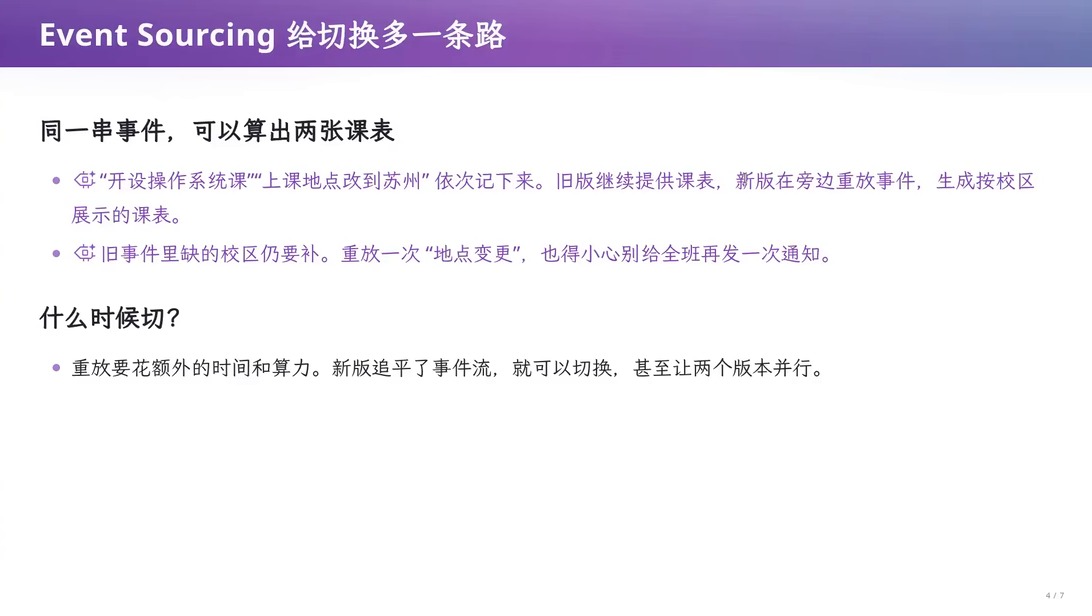 Event Sourcing 给切换多一条路
同一串事件，可以算出两张课表
“开设操作系统课”“上课地点改到苏州” 依次记下来。旧版继续提供课表，新版在旁边重放事件，生成按校区
展示的课表。
旧事件里缺的校区仍要补。重放一次 “地点变更”，也得小心别给全班再发一次通知。
什么时候切？
重放要花额外的时间和算力。新版追平了事件流，就可以切换，甚至让两个版本并行。
4 / 7